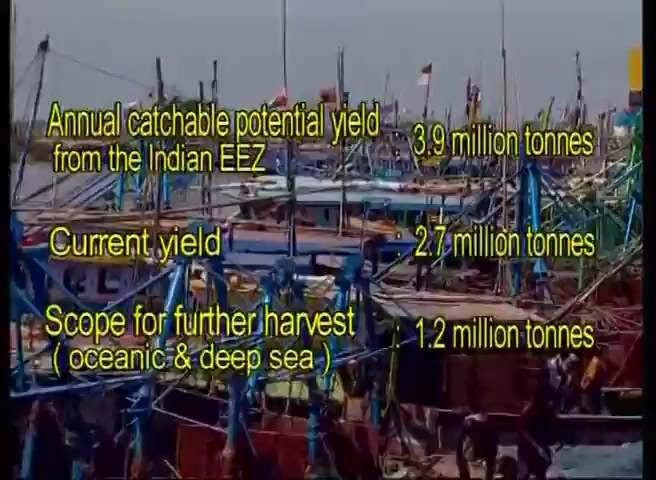 Annual catchable potential yield : 3.9 million tonnes
from the Indian EEZ
Current yield : 2.7 million tonnes
Scope for further harvest : 1.2 million tonnes
( oceanic & deep sea )